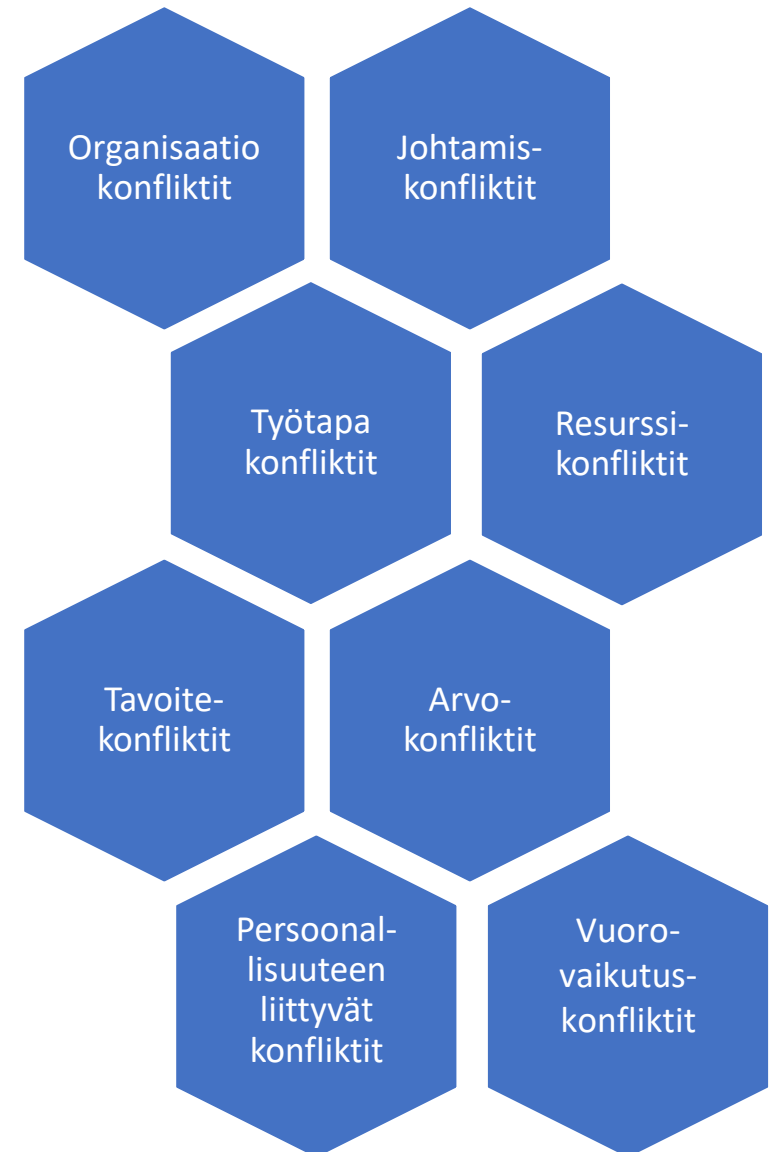 Organisaatio
konfliktit
Johtamis-
konfliktit
Työtapa
konfliktit
Resurssi-
konfliktit
Tavoite-
konfliktit
Arvo-
konfliktit
Persoonal-
lisuuteen
liittyvät
konfliktit
Vuoro-
vaikutus-
konfliktit